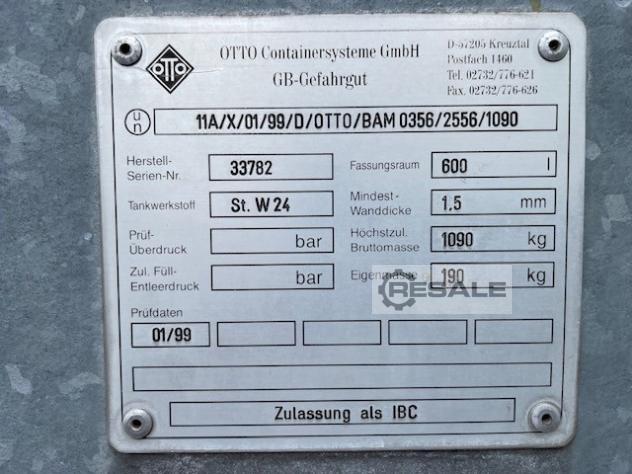 OTTO
OTTO Containersysteme GmbH
GB-Gefahrgut
D-57205 Kreuztal
Postfach 1460
Tel. 02732/776-621
Fax. 02732/776-626
un 11A/X/01/99/D/OTTO/BAM 0356/2556/1090
Herstell-
Serien-Nr. 33782
Fassungsraum 600 l
Tankwerkstoff St. W 24
Mindest-
Wanddicke 1.5 mm
Prüf-
Überdruck bar
Höchstzul.
Bruttomasse 1090 kg
Zul. Füll-
Entleerdruck bar
Eigenmasse 190 kg
RESALE
Prüfdaten
01/99
Zulassung als IBC